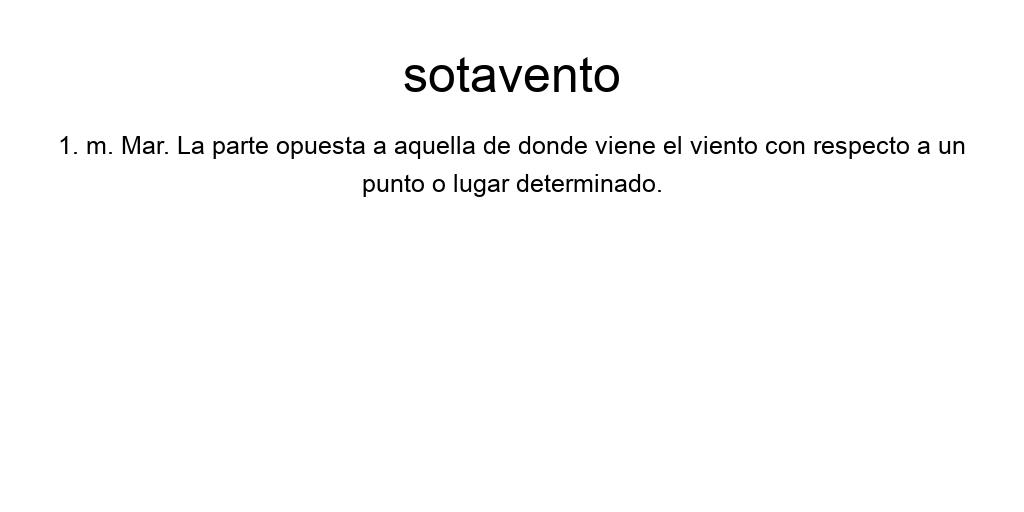 sotavento
1. m. Mar. La parte opuesta a aquella de donde viene el viento con respecto a un
punto o lugar determinado.